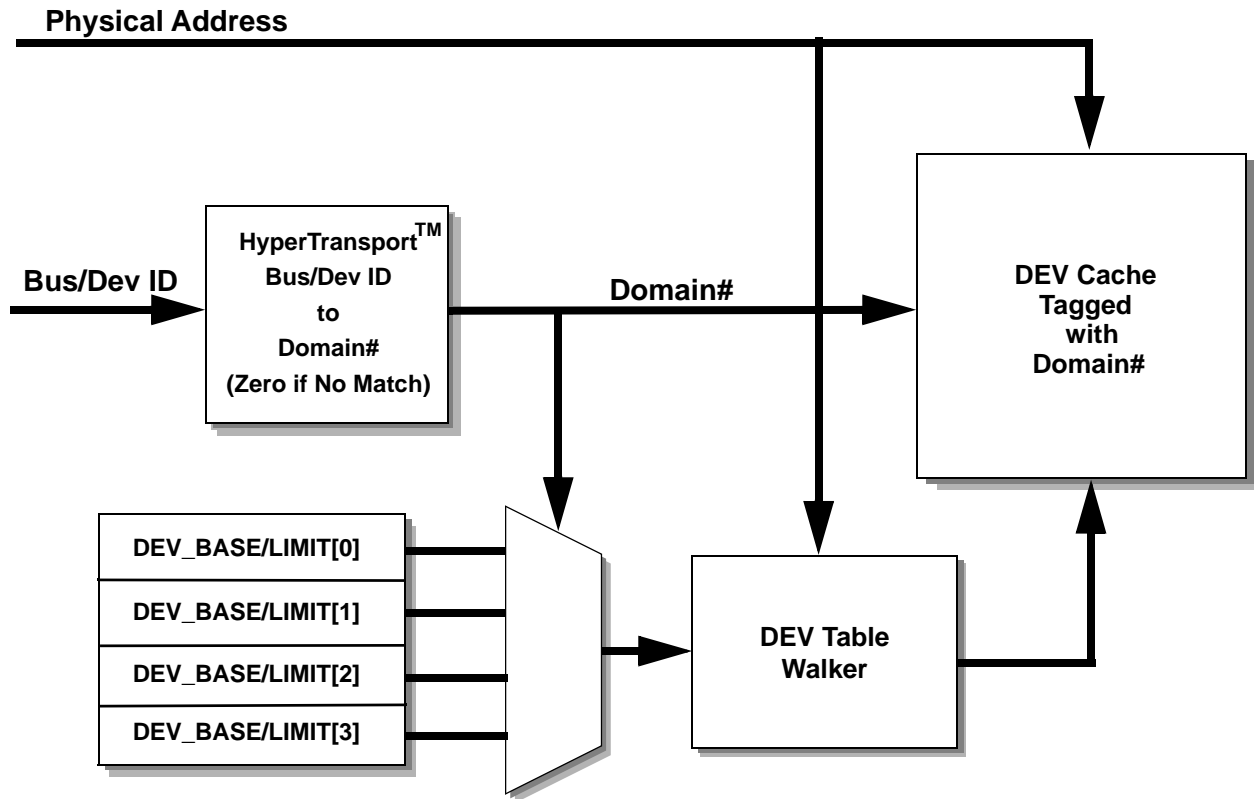 Physical Address
HyperTransport™
Bus/Dev ID
to
Domain#
(Zero if No Match)
Bus/Dev ID
Domain#
DEV Cache
Tagged
with
Domain#
DEV_BASE/LIMIT[0]
DEV_BASE/LIMIT[1]
DEV_BASE/LIMIT[2]
DEV_BASE/LIMIT[3]
DEV Table
Walker